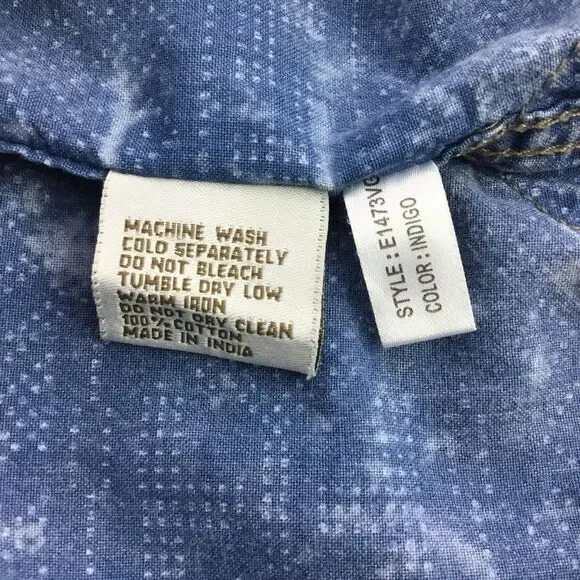 MACHINE WASH
COLD SEPARATELY
DO NOT BLEACH
TUMBLE DRY LOW
WARM IRON
DO NOT DRY CLEAN
100% COTTON
MADE IN INDIA
STYLE : E1473VG
COLOR : INDIGO